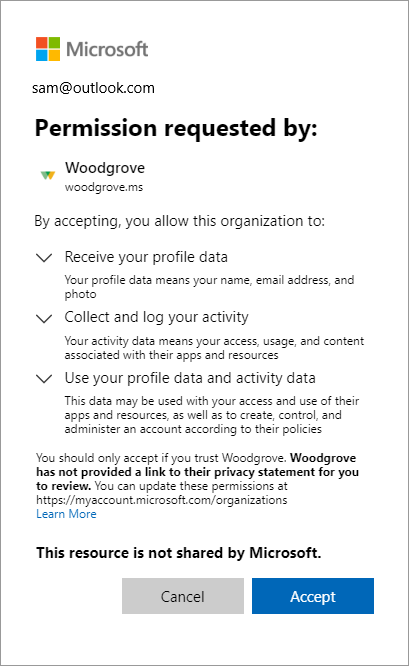 Microsoft
sam@outlook.com
Permission requested by:
Woodgrove
woodgrove.ms
By accepting, you allow this organization to:
Receive your profile data
Your profile data means your name, email address, and
photo
Collect and log your activity
Your activity data means your access, usage, and content
associated with their apps and resources
Use your profile data and activity data
This data may be used with your access and use of their
apps and resources, as well as to create, control, and
administer an account according to their policies
You should only accept if you trust Woodgrove. Woodgrove
has not provided a link to their privacy statement for you
to review. You can update these permissions at
https://myaccount.microsoft.com/organizations
Learn More
This resource is not shared by Microsoft.
Cancel
Accept